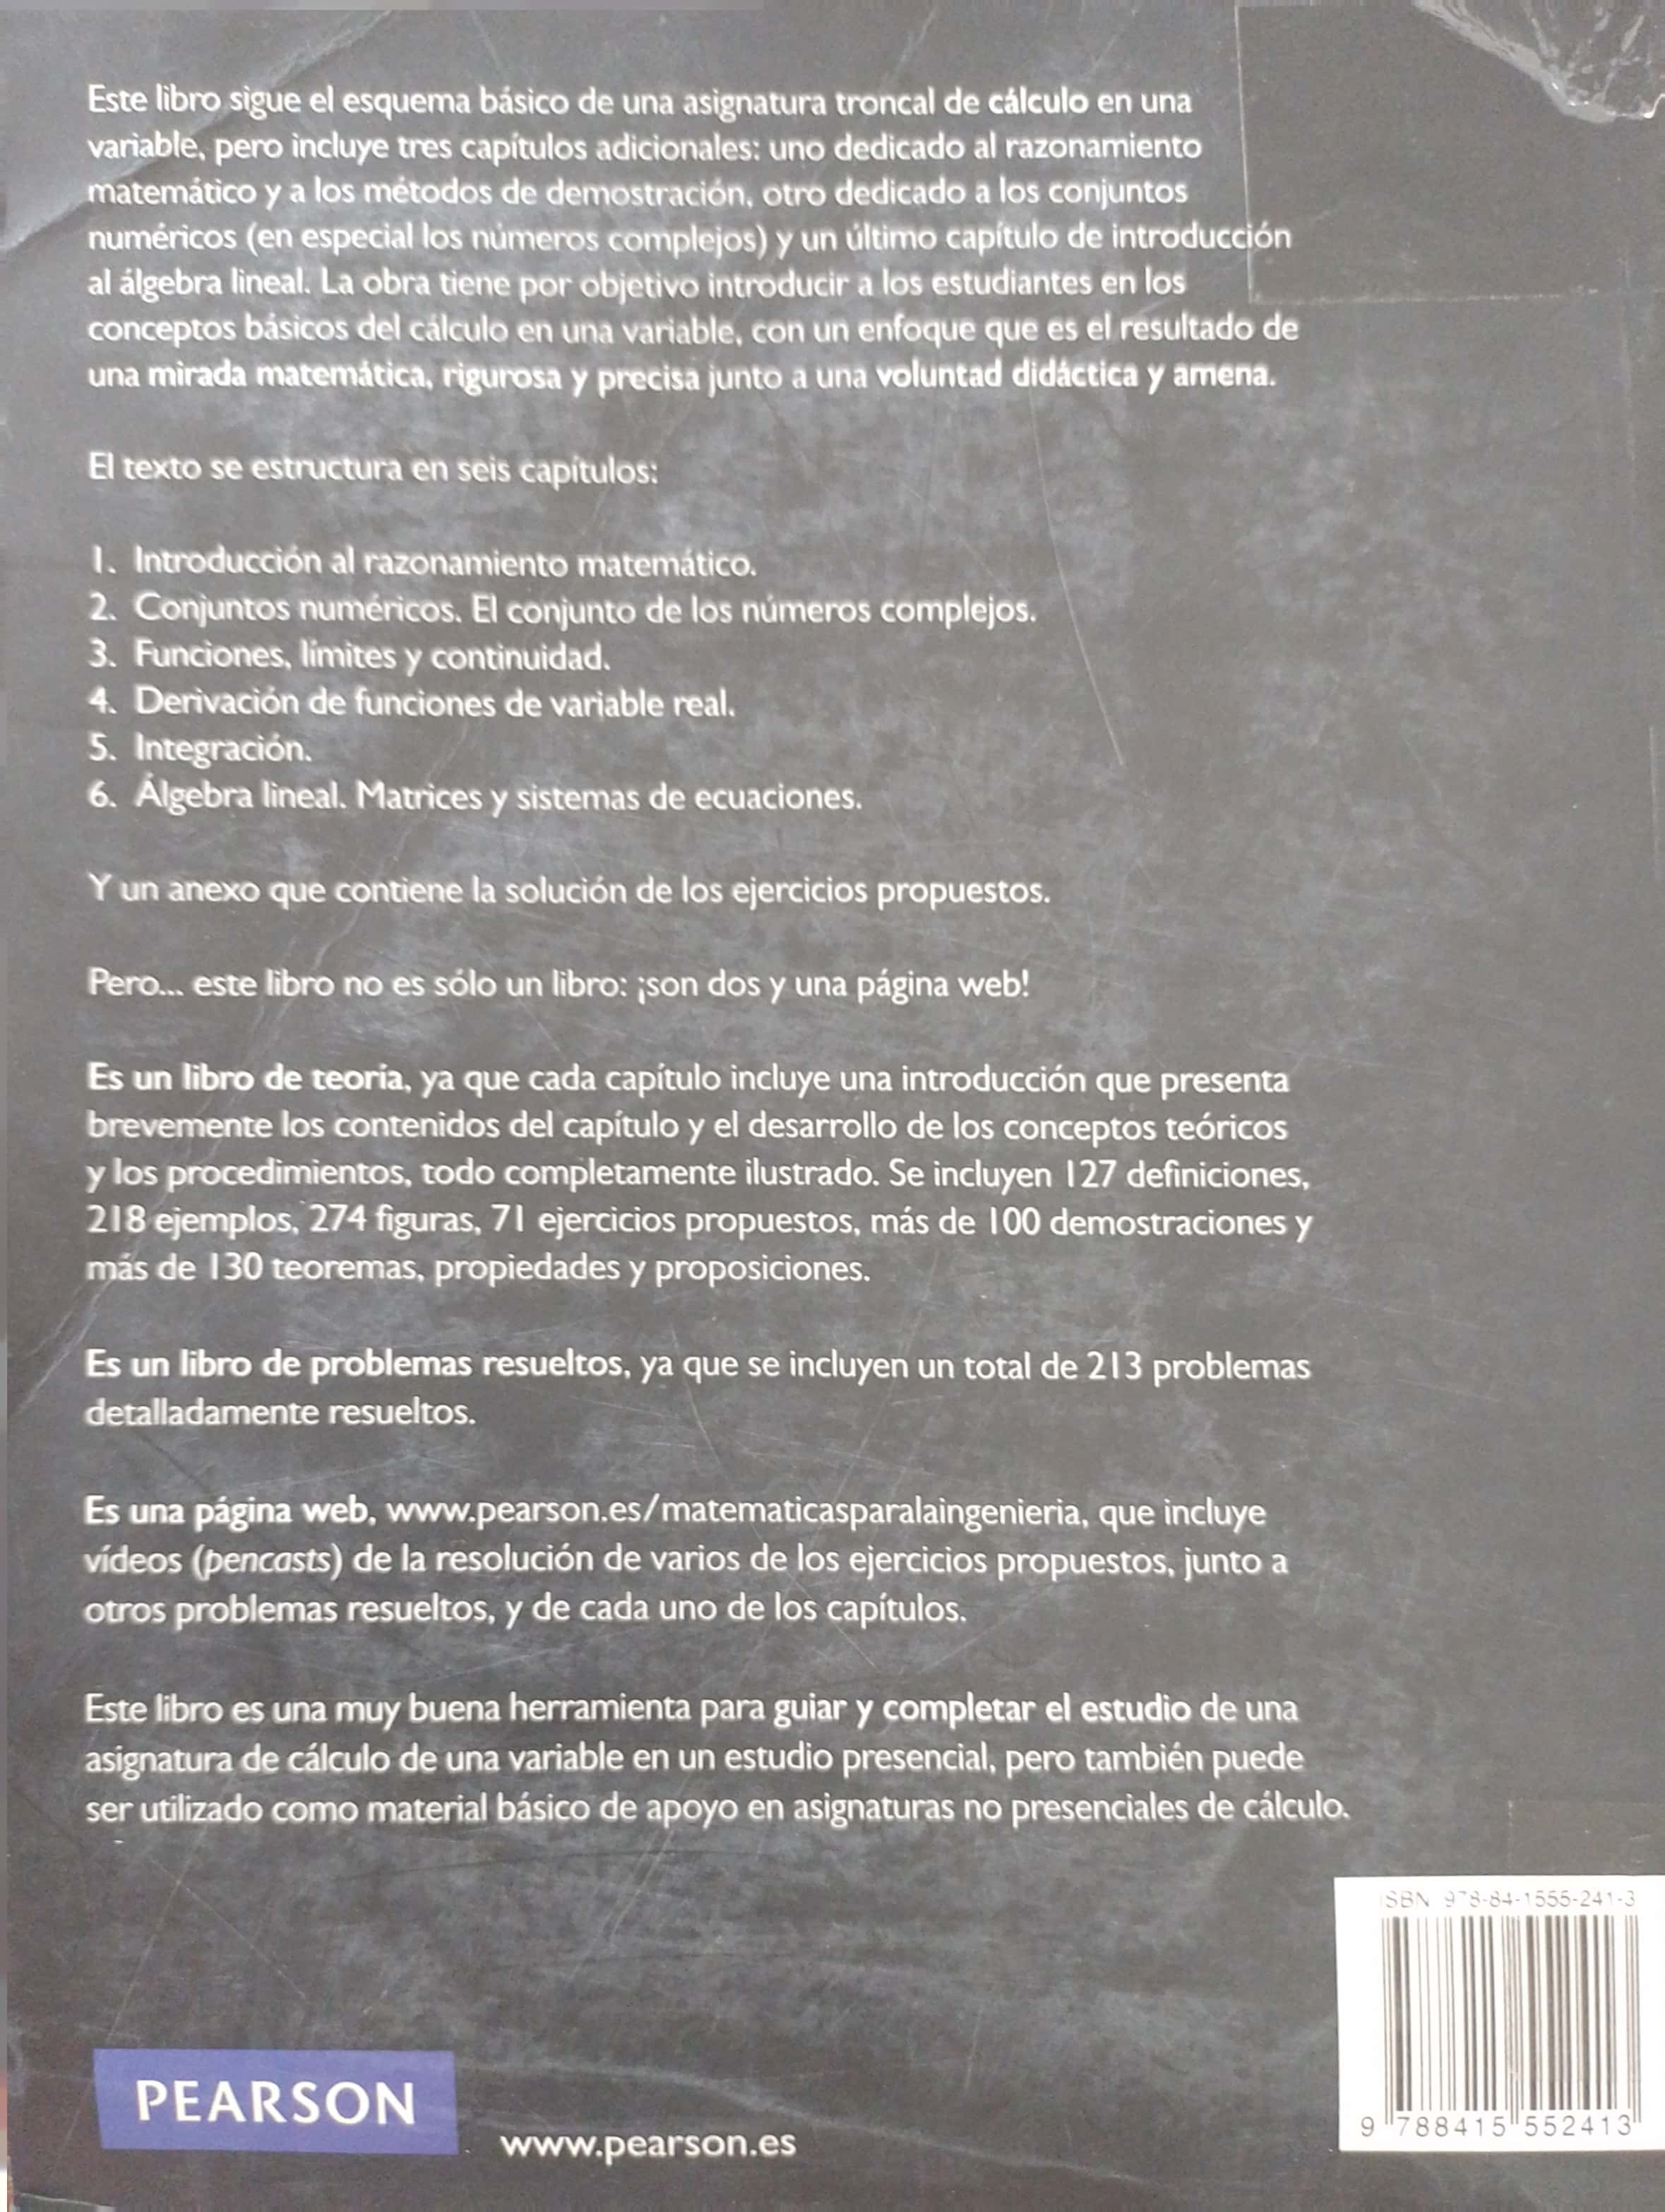 Este libro sigue el esquema básico de una asignatura troncal de cálculo en una
variable, pero incluye tres capítulos adicionales: uno dedicado al razonamiento
matemático y a los métodos de demostración, otro dedicado a los conjuntos
numéricos (en especial los números complejos) y un último capítulo de introducción
al álgebra lineal. La obra tiene por objetivo introducir a los estudiantes en los
conceptos básicos del cálculo en una variable, con un enfoque que es el resultado de
una mirada matemática, rigurosa y precisa junto a una voluntad didáctica y amena.
El texto se estructura en seis capítulos:
1. Introducción al razonamiento matemático.
2. Conjuntos numéricos. El conjunto de los números complejos.
3. Funciones, límites y continuidad.
4. Derivación de funciones de variable real.
5. Integración.
6. Álgebra lineal. Matrices y sistemas de ecuaciones.
Y un anexo que contiene la solución de los ejercicios propuestos.
Pero... este libro no es sólo un libro: ¡son dos y una página web!
Es un libro de teoría, ya que cada capítulo incluye una introducción que presenta
brevemente los contenidos del capítulo y el desarrollo de los conceptos teóricos
y los procedimientos, todo completamente ilustrado. Se incluyen 127 definiciones,
218 ejemplos, 274 figuras, 71 ejercicios propuestos, más de 100 demostraciones y
más de 130 teoremas, propiedades y proposiciones.
Es un libro de problemas resueltos, ya que se incluyen un total de 213 problemas
detalladamente resueltos.
Es una página web, www.pearson.es/matematicasparalaingenieria, que incluye
vídeos (pencasts) de la resolución de varios de los ejercicios propuestos, junto a
otros problemas resueltos, y de cada uno de los capítulos.
Este libro es una muy buena herramienta para guiar y completar el estudio de una
asignatura de cálculo de una variable en un estudio presencial, pero también puede
ser utilizado como material básico de apoyo en asignaturas no presenciales de cálculo.
ISBN 978-84-1555-241-3
9 788415 552413
PEARSON
www.pearson.es